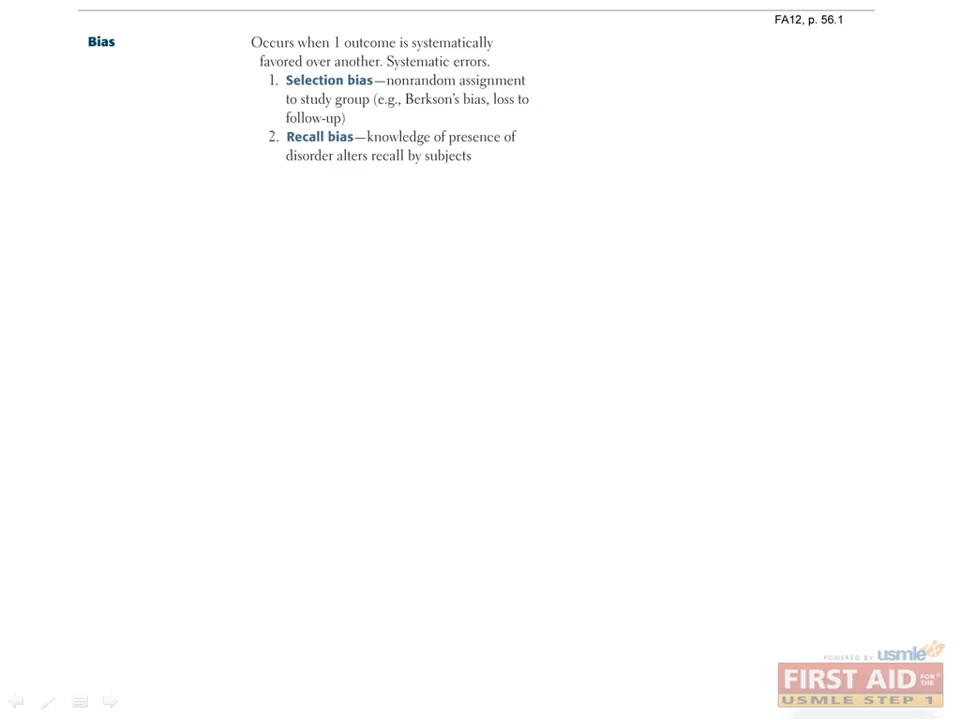 FA12, p. 56.1
Bias
Occurs when 1 outcome is systematically
favored over another. Systematic errors.
1. Selection bias—nonrandom assignment
to study group (e.g., Berkson's bias, loss to
follow-up)
2. Recall bias—knowledge of presence of
disorder alters recall by subjects
POWERED BY usmle
FIRST AID FOR THE®
USMLE STEP 1